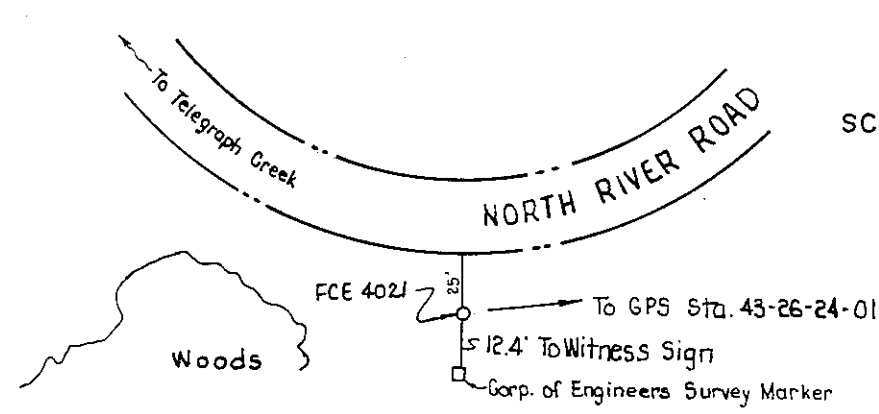 To Telegraph Creek
NORTH RIVER ROAD
SC
25'
FCE 4021
To GPS Sta. 43-26-24-01
12.4' To Witness Sign
Woods
Corp. of Engineers Survey Marker